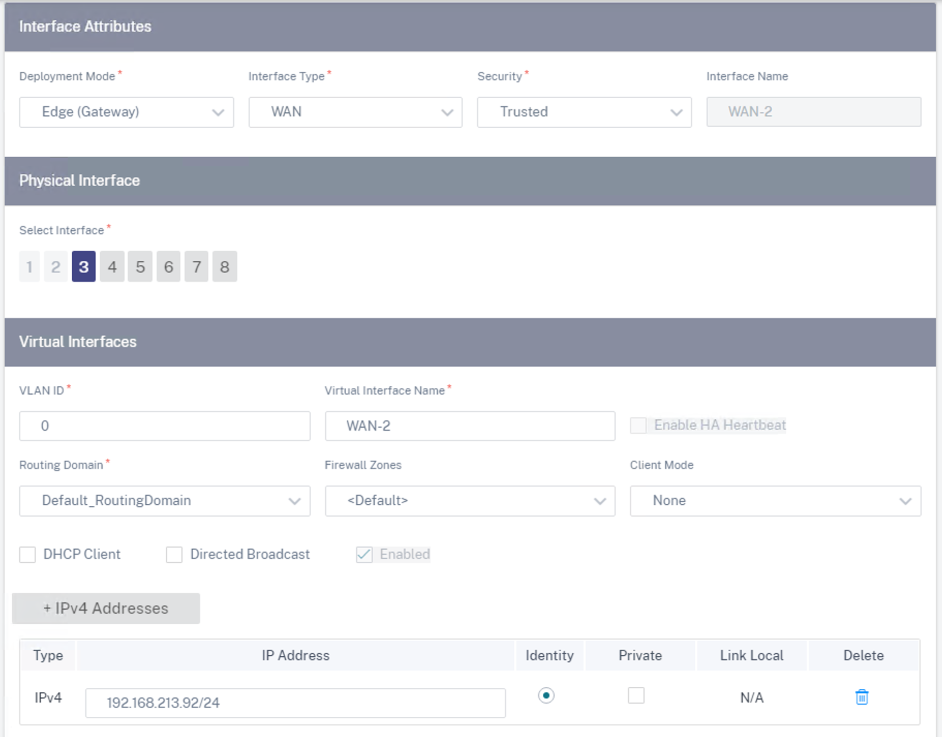 Interface Attributes
Deployment Mode* Interface Type* Security* Interface Name
Edge (Gateway) WAN Trusted WAN-2
Physical Interface
Select Interface*
1 2 3 4 5 6 7 8
Virtual Interfaces
VLAN ID* Virtual Interface Name*
0 WAN-2 Enable HA Heartbeat
Routing Domain* Firewall Zones Client Mode
Default_RoutingDomain <Default> None
DHCP Client Directed Broadcast Enabled
+ IPv4 Addresses
Type IP Address Identity Private Link Local Delete
IPv4 192.168.213.92/24 N/A